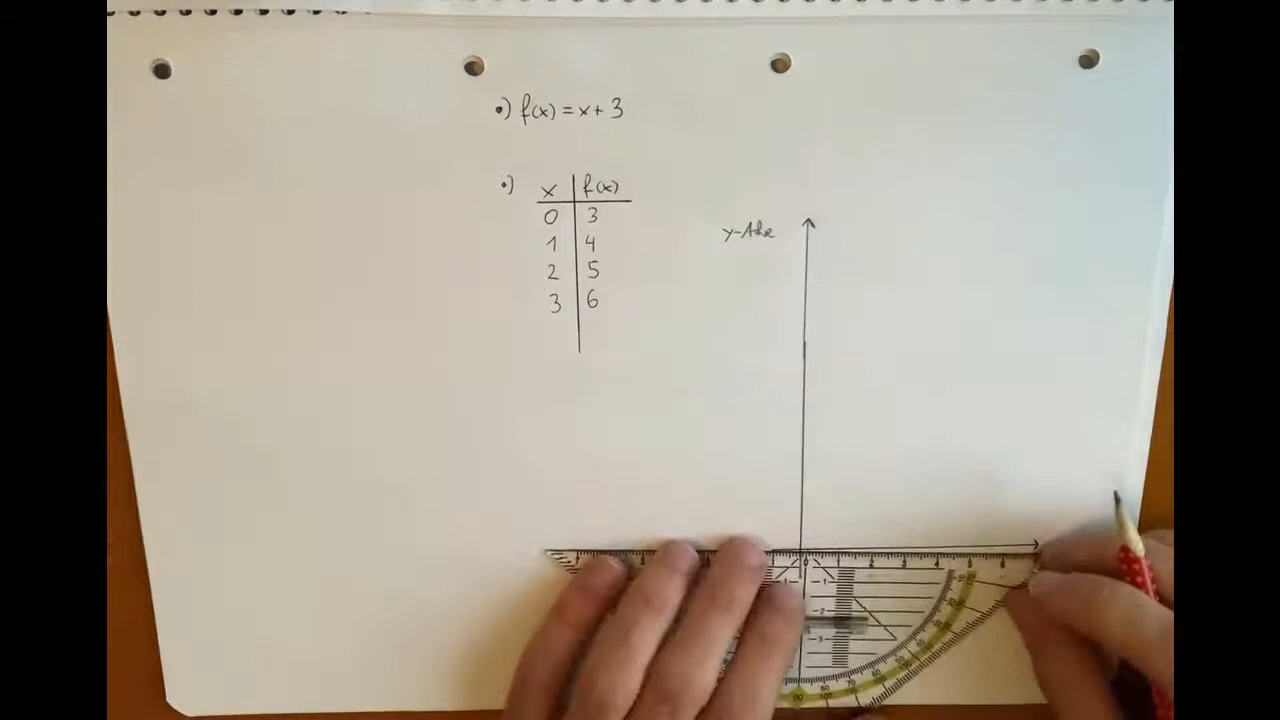 •) f(x) = x + 3
•) x f(x)
0 3
1 4
2 5
3 6
y-Achse